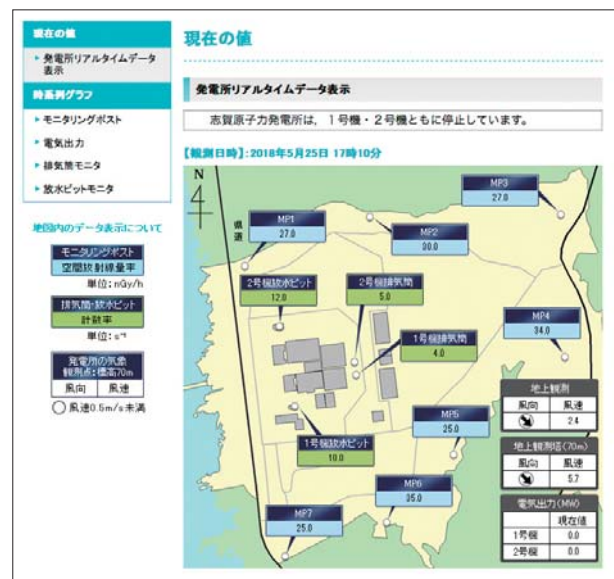 現在の値
発電所リアルタイムデータ
表示
時系列グラフ
モニタリングポスト
電気出力
排気筒モニタ
放水ピットモニタ
地図内のデータ表示について
モニタリングポスト
空間放射線量率
単位:nGy/h
排気筒・放水ピット
計数率
単位:s⁻¹
発電所の気象
観測点:標高70m
風向 風速
○風速0.5m/s未満
現在の値
発電所リアルタイムデータ表示
志賀原子力発電所は,1号機・2号機ともに停止しています。
【観測日時】:2018年5月25日 17時10分
N
県道
MP3
27.0
MP1
27.0
MP2
30.0
2号機放水ピット
12.0
2号機排気筒
5.0
MP4
34.0
1号機排気筒
4.0
MP5
25.0
1号機放水ピット
10.0
MP6
35.0
MP7
25.0
地上観測
風向 風速
2.4
地上観測塔(70m)
風向 風速
5.7
電気出力(MW)
現在値
1号機 0.0
2号機 0.0